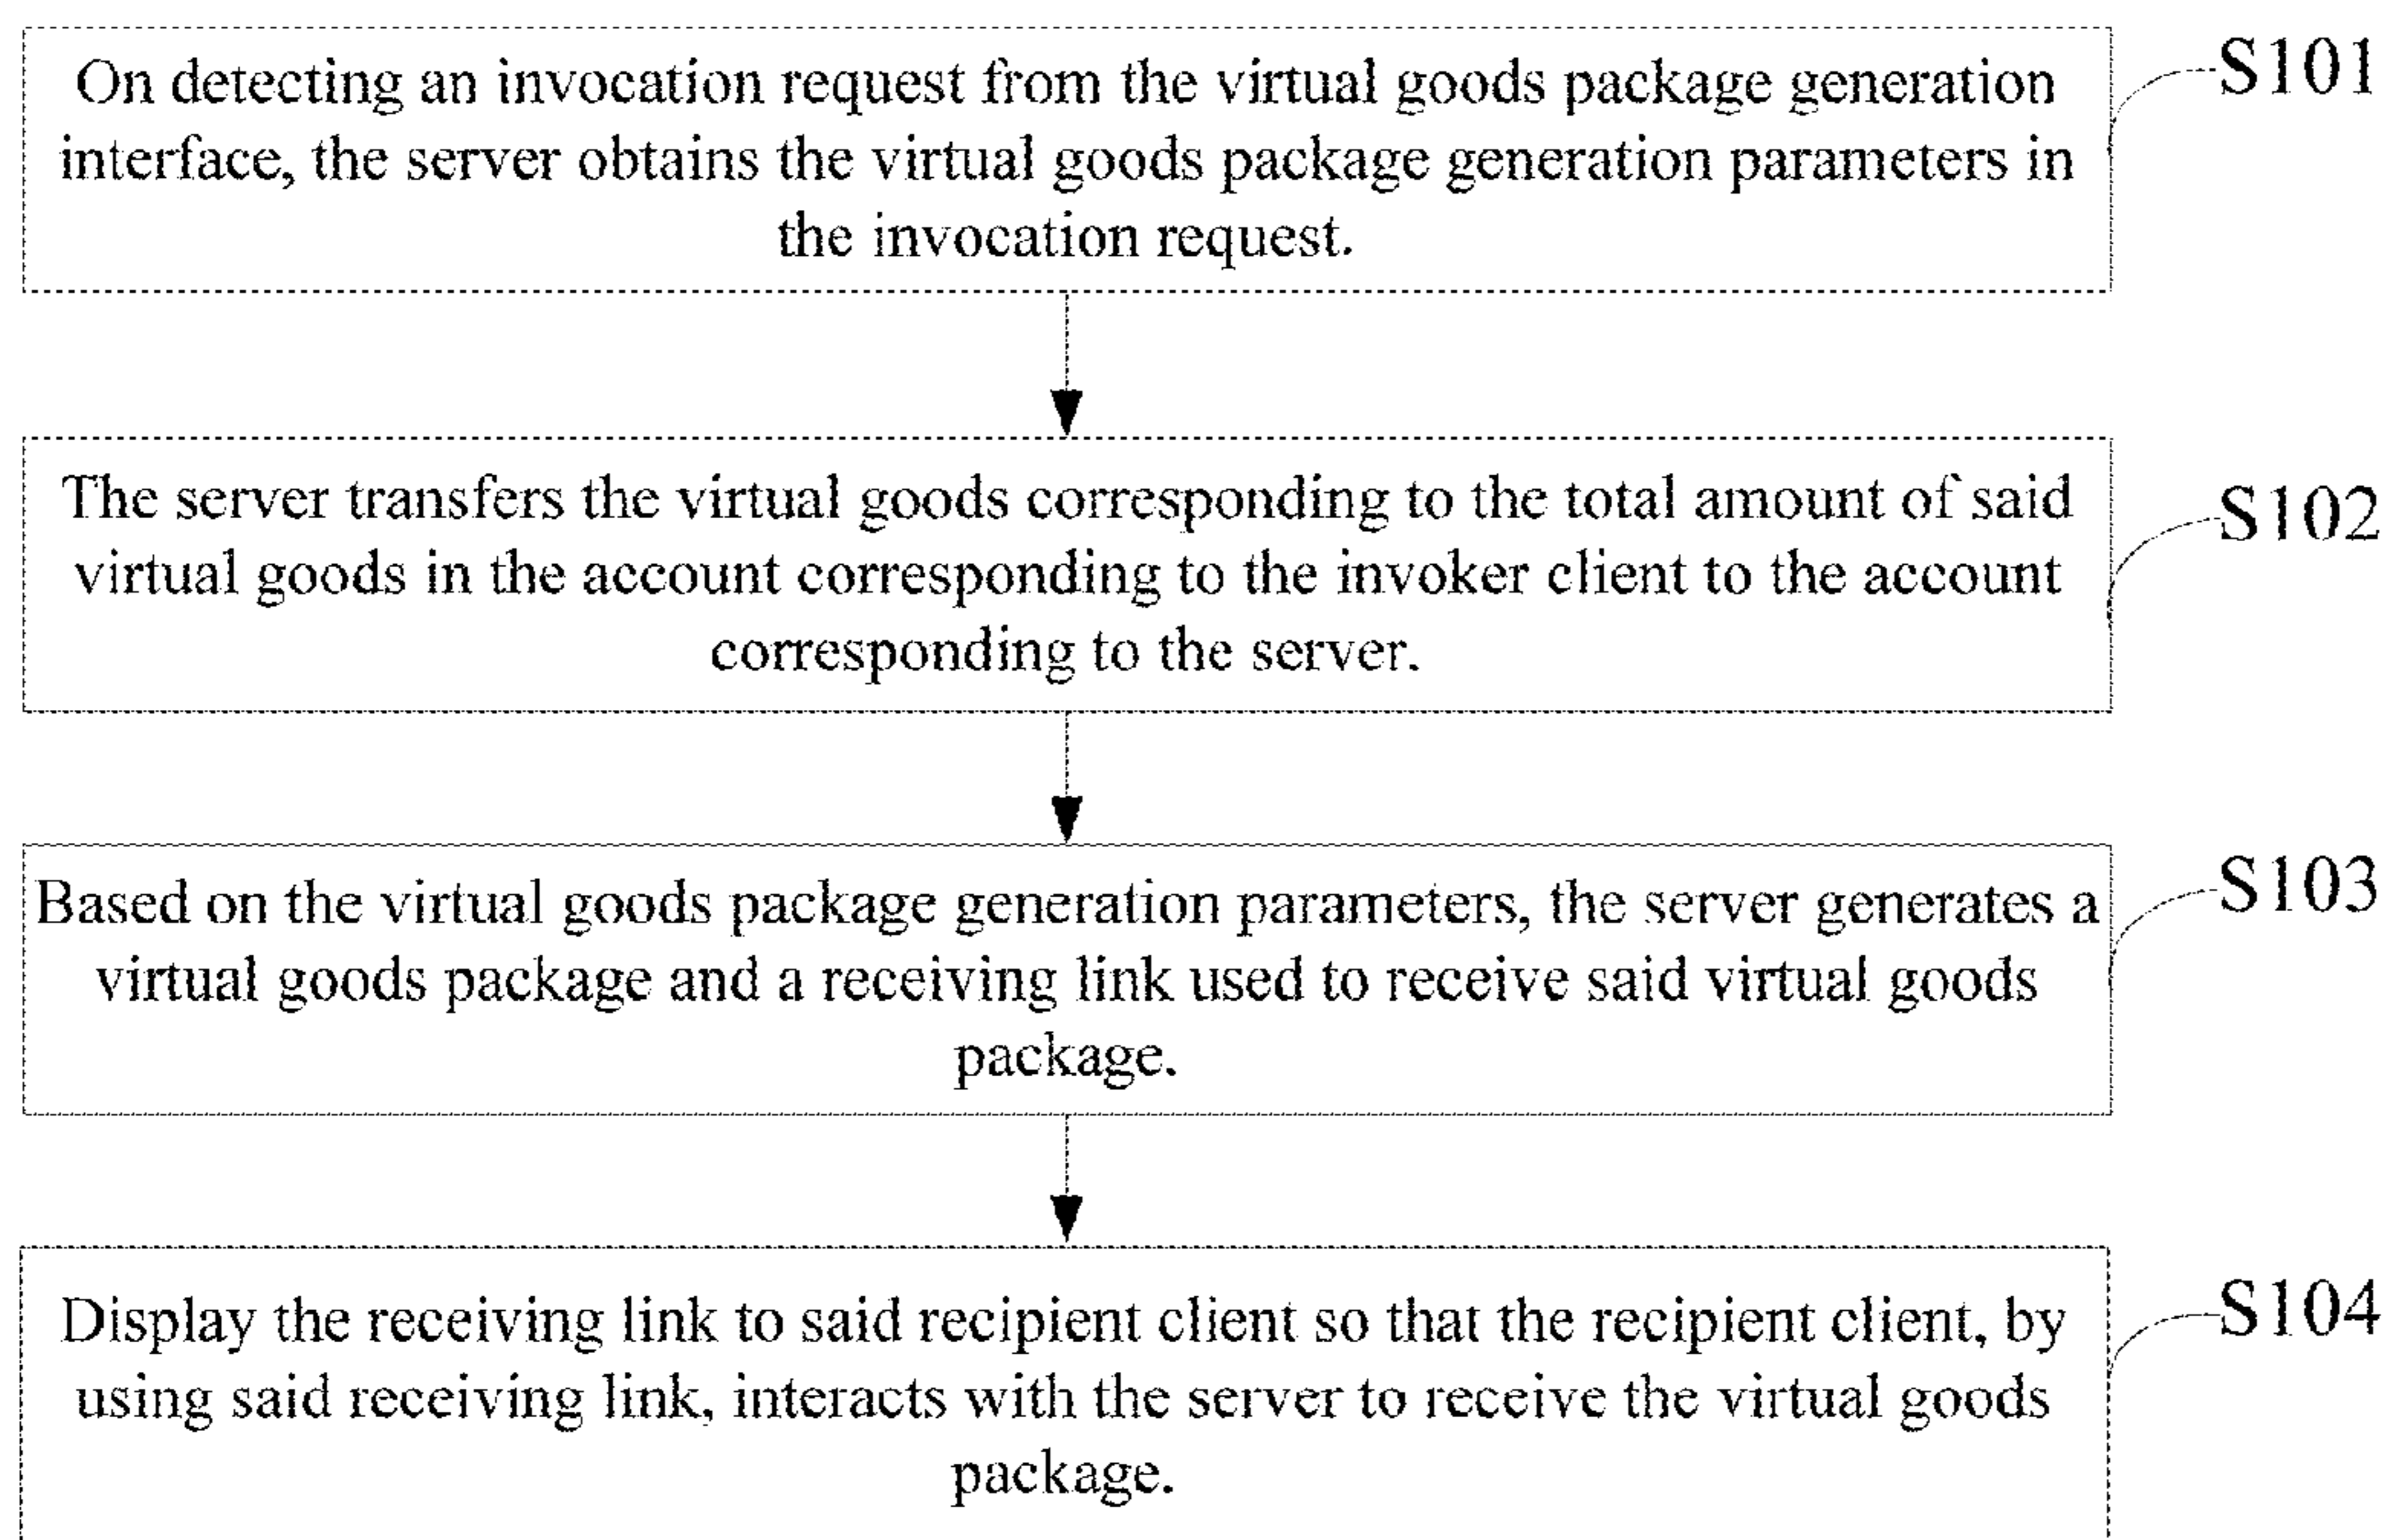 On detecting an invocation request from the virtual goods package generation
interface, the server obtains the virtual goods package generation parameters in
the invocation request.
S101
The server transfers the virtual goods corresponding to the total amount of said
virtual goods in the account corresponding to the invoker client to the account
corresponding to the server.
S102
Based on the virtual goods package generation parameters, the server generates a
virtual goods package and a receiving link used to receive said virtual goods
package.
S103
Display the receiving link to said recipient client so that the recipient client, by
using said receiving link, interacts with the server to receive the virtual goods
package.
S104